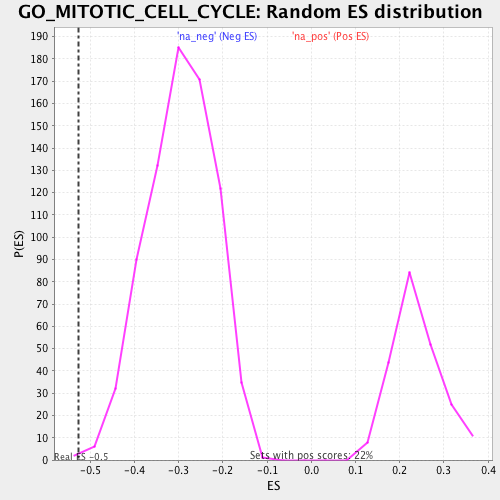 GO_MITOTIC_CELL_CYCLE: Random ES distribution
'na_neg' (Neg ES) 'na_pos' (Pos ES)
190
180
170
160
150
140
130
120
110
100
90
80
70
60
50
40
30
20
10
0
P(ES)
Real ES -0.5
Sets with pos scores: 22%
-0.5 -0.4 -0.3 -0.2 -0.1 0.0 0.1 0.2 0.3 0.4
ES